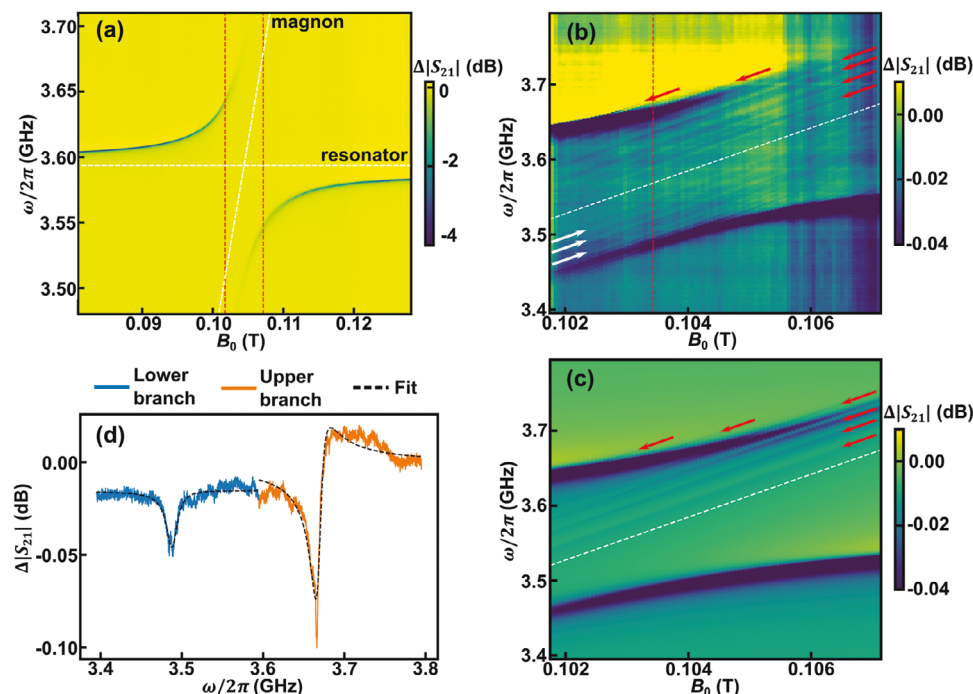 (a)
magnon
resonator
3.70
3.65
3.60
3.55
3.50
ω/2π (GHz)
0.09
0.10
0.11
0.12
B₀ (T)
Δ|S₂₁| (dB)
0
-2
-4
(b)
3.7
3.6
3.5
3.4
ω/2π (GHz)
0.102
0.104
0.106
B₀ (T)
Δ|S₂₁| (dB)
0.00
-0.02
-0.04
Lower
branch
Upper
branch
Fit
(d)
0.00
-0.05
-0.10
Δ|S₂₁| (dB)
3.4
3.5
3.6
3.7
3.8
ω/2π (GHz)
(c)
3.7
3.6
3.5
3.4
ω/2π (GHz)
0.102
0.104
0.106
B₀ (T)
Δ|S₂₁| (dB)
0.00
-0.02
-0.04